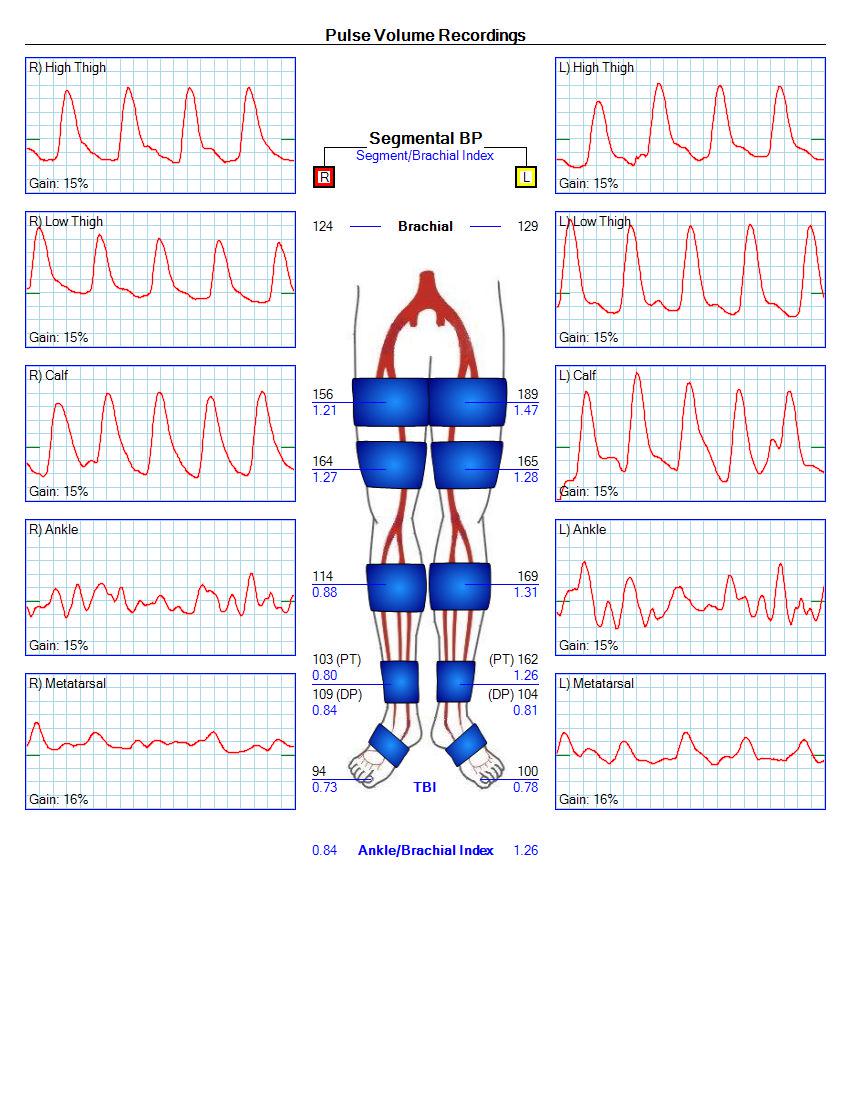 Pulse Volume Recordings
R) High Thigh
Gain: 15%
L) High Thigh
Gain: 15%
Segmental BP
Segment/Brachial Index
R
L
R) Low Thigh
Gain: 15%
L) Low Thigh
Gain: 15%
124 Brachial 129
R) Calf
Gain: 15%
L) Calf
Gain: 15%
156 189
1.21 1.47
164 165
1.27 1.28
R) Ankle
Gain: 15%
L) Ankle
Gain: 15%
114 169
0.88 1.31
103 (PT) (PT) 162
0.80 1.26
109 (DP) (DP) 104
0.84 0.81
R) Metatarsal
Gain: 16%
L) Metatarsal
Gain: 16%
94 100
0.73 TBI 0.78
0.84 Ankle/Brachial Index 1.26